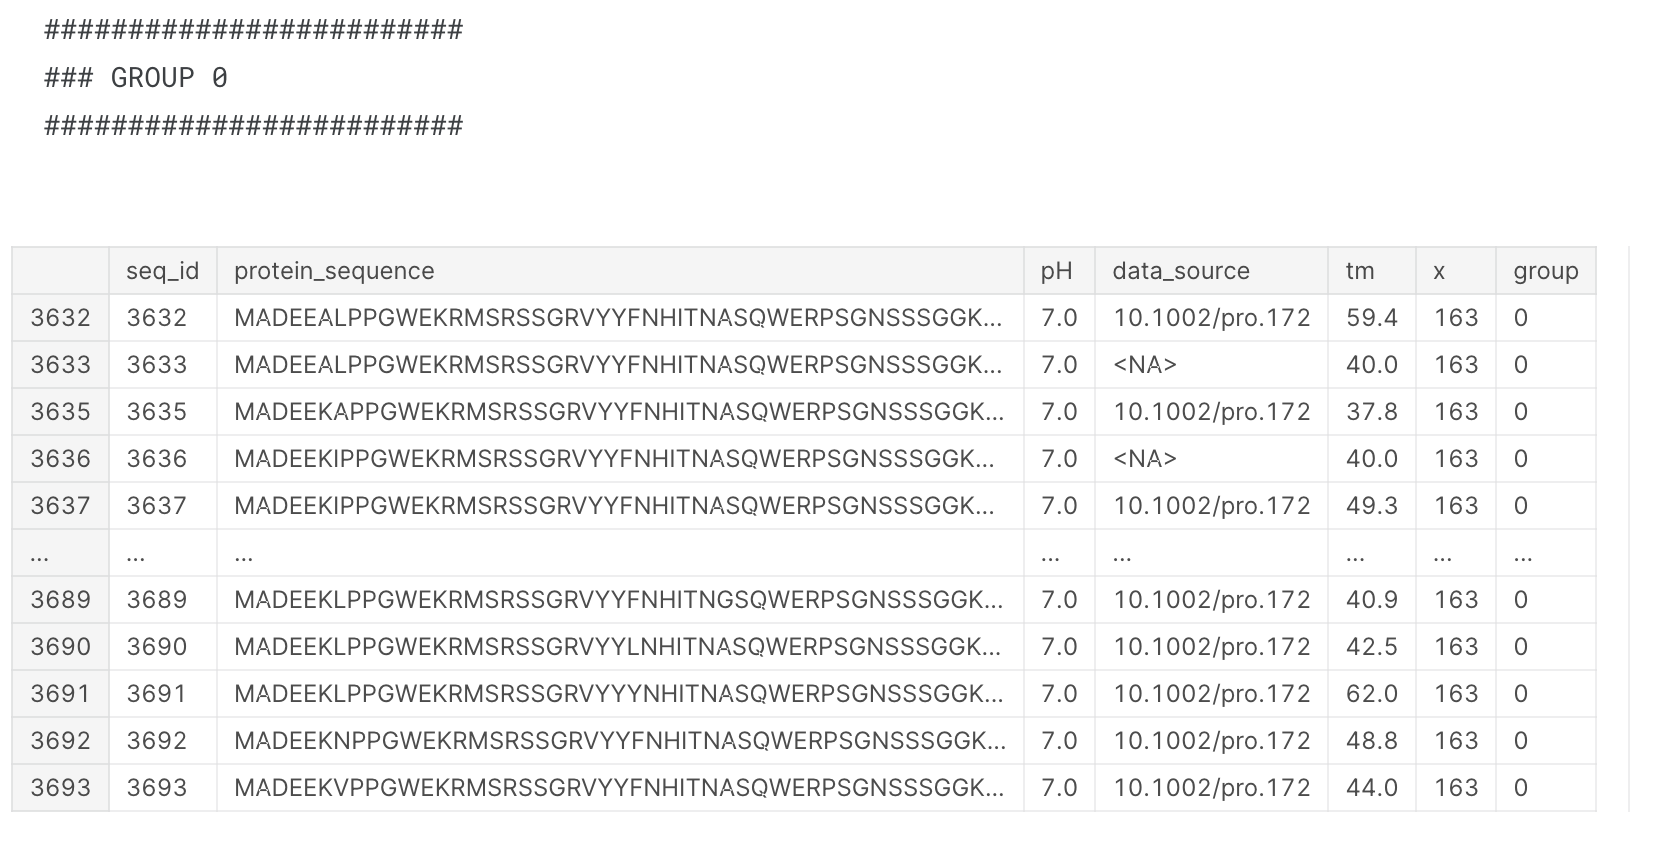 #########################
### GROUP 0
#########################
seq_id protein_sequence pH data_source tm x group
3632 3632 MADEEALPPGWEKRMSRSSGRVYYFNHITNASQWERPSGNSSSGGK... 7.0 10.1002/pro.172 59.4 163 0
3633 3633 MADEEALPPGWEKRMSRSSGRVYYFNHITNASQWERPSGNSSSGGK... 7.0 <NA> 40.0 163 0
3635 3635 MADEEKAPPGWEKRMSRSSGRVYYFNHITNASQWERPSGNSSSGGK... 7.0 10.1002/pro.172 37.8 163 0
3636 3636 MADEEKIPPGWEKRMSRSSGRVYYFNHITNASQWERPSGNSSSGGK... 7.0 <NA> 40.0 163 0
3637 3637 MADEEKIPPGWEKRMSRSSGRVYYFNHITNASQWERPSGNSSSGGK... 7.0 10.1002/pro.172 49.3 163 0
... ... ... ... ... ... ... ...
3689 3689 MADEEKLPPGWEKRMSRSSGRVYYFNHITNGSQWERPSGNSSSGGK... 7.0 10.1002/pro.172 40.9 163 0
3690 3690 MADEEKLPPGWEKRMSRSSGRVYYLNHITNASQWERPSGNSSSGGK... 7.0 10.1002/pro.172 42.5 163 0
3691 3691 MADEEKLPPGWEKRMSRSSGRVYYYNHITNASQWERPSGNSSSGGK... 7.0 10.1002/pro.172 62.0 163 0
3692 3692 MADEEKNPPGWEKRMSRSSGRVYYFNHITNASQWERPSGNSSSGGK... 7.0 10.1002/pro.172 48.8 163 0
3693 3693 MADEEKVPPGWEKRMSRSSGRVYYFNHITNASQWERPSGNSSSGGK... 7.0 10.1002/pro.172 44.0 163 0